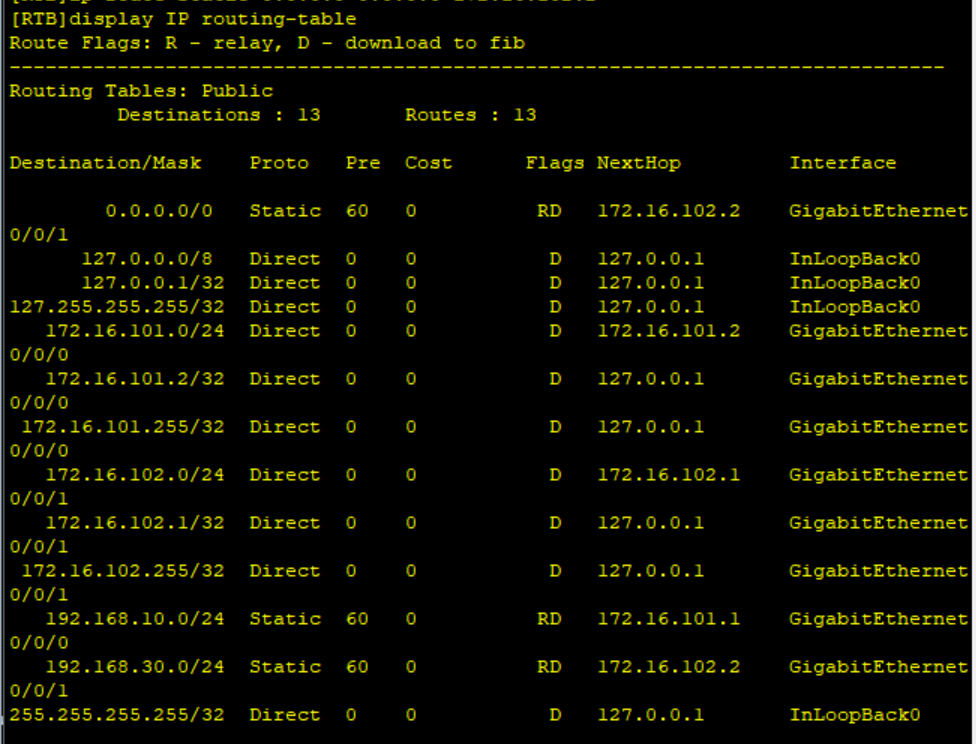 [RTB]display IP routing-table
Route Flags: R - relay, D - download to fib
------------------------------------------------------------------------------
Routing Tables: Public
         Destinations : 13       Routes : 13

Destination/Mask    Proto   Pre  Cost      Flags NextHop         Interface

        0.0.0.0/0   Static  60   0          RD   172.16.102.2    GigabitEthernet
0/0/1
      127.0.0.0/8   Direct  0    0           D   127.0.0.1       InLoopBack0
      127.0.0.1/32  Direct  0    0           D   127.0.0.1       InLoopBack0
127.255.255.255/32  Direct  0    0           D   127.0.0.1       InLoopBack0
   172.16.101.0/24  Direct  0    0           D   172.16.101.2    GigabitEthernet
0/0/0
   172.16.101.2/32  Direct  0    0           D   127.0.0.1       GigabitEthernet
0/0/0
 172.16.101.255/32  Direct  0    0           D   127.0.0.1       GigabitEthernet
0/0/0
   172.16.102.0/24  Direct  0    0           D   172.16.102.1    GigabitEthernet
0/0/1
   172.16.102.1/32  Direct  0    0           D   127.0.0.1       GigabitEthernet
0/0/1
 172.16.102.255/32  Direct  0    0           D   127.0.0.1       GigabitEthernet
0/0/1
   192.168.10.0/24  Static  60   0          RD   172.16.101.1    GigabitEthernet
0/0/0
   192.168.30.0/24  Static  60   0          RD   172.16.102.2    GigabitEthernet
0/0/1
255.255.255.255/32  Direct  0    0           D   127.0.0.1       InLoopBack0